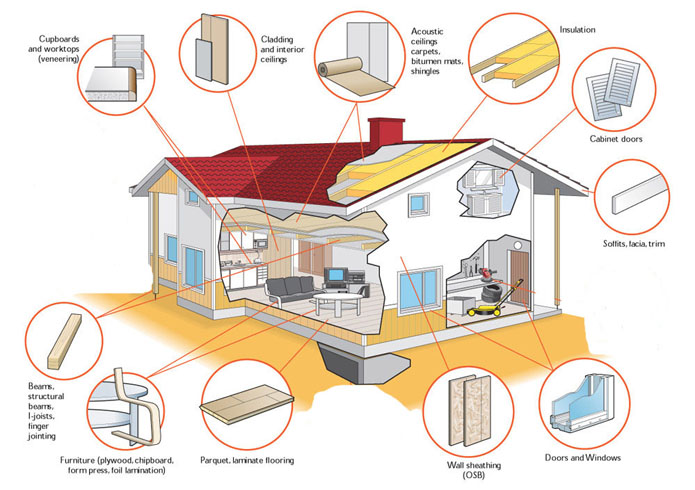 Cupboards
and worktops
(veneering)
Cladding
and interior
ceilings
Acoustic
ceilings
carpets,
bitumen mats,
shingles
Insulation
Cabinet doors
Soffits, facia, trim
Beams,
structural
beams,
I-joists,
finger
jointing
Furniture (plywood, chipboard,
form press, foil lamination)
Parquet, laminate flooring
Wall sheathing
(OSB)
Doors and Windows